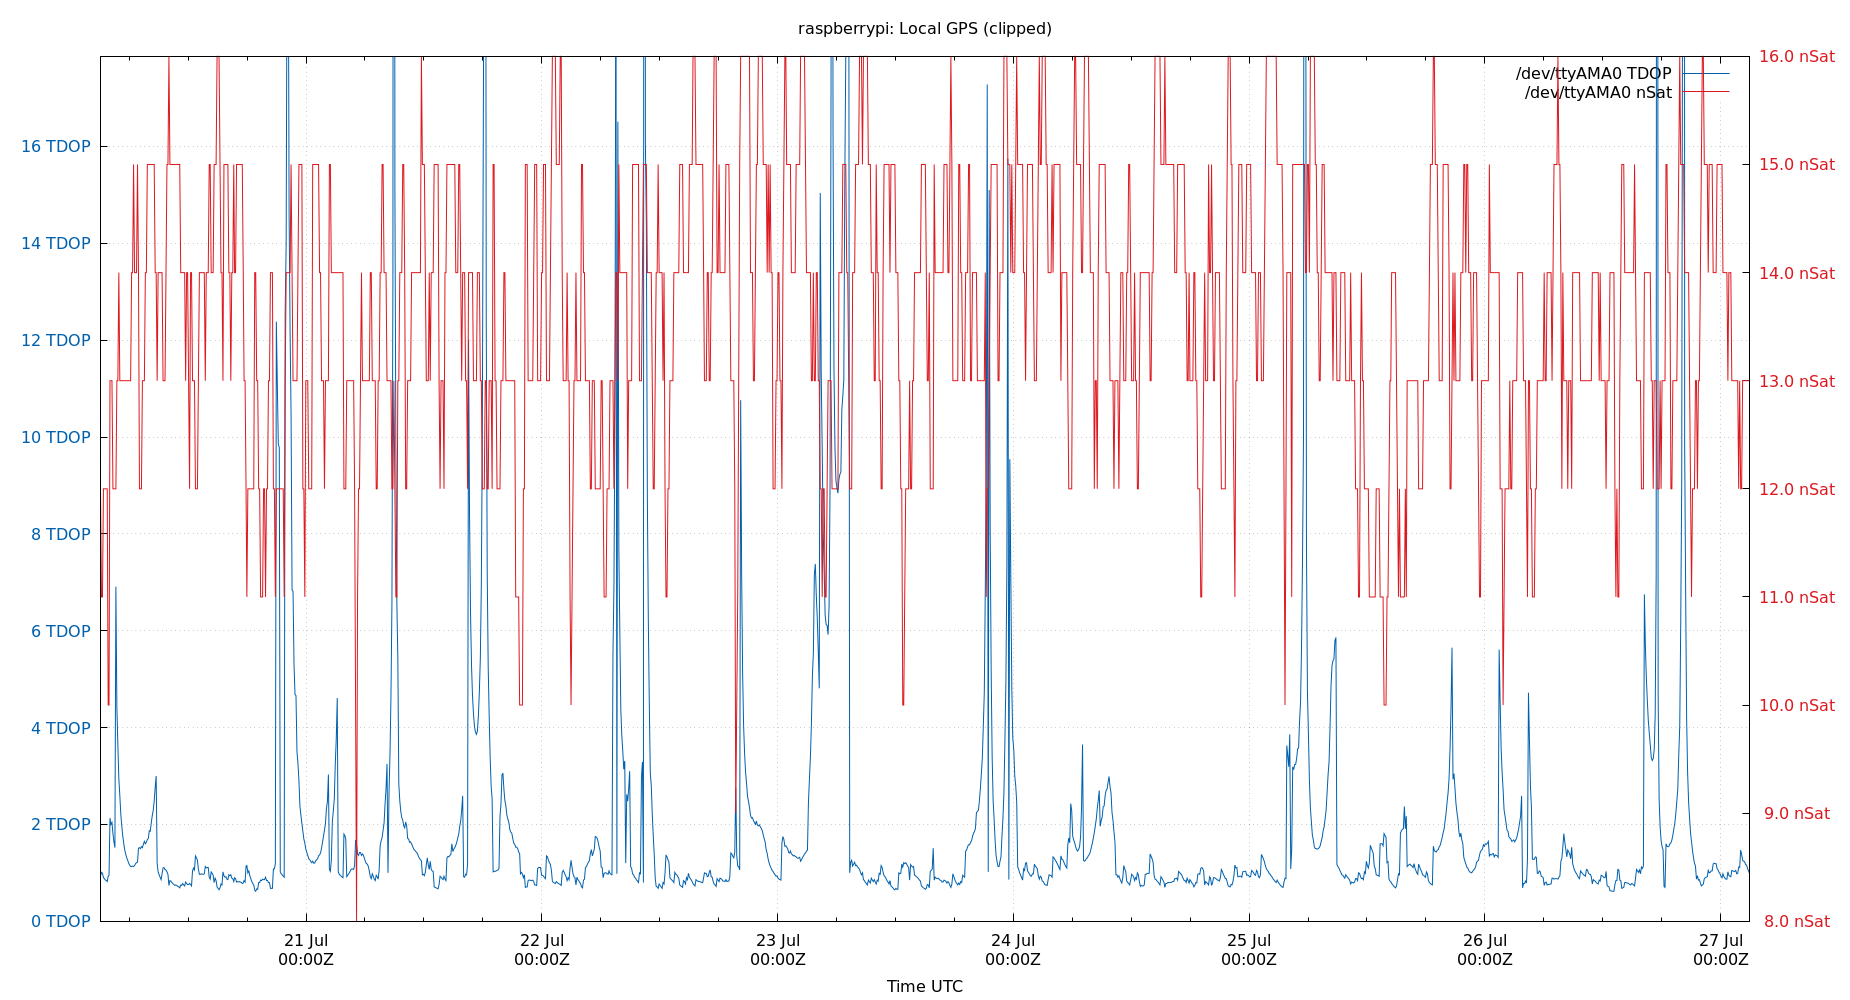 raspberrypi: Local GPS (clipped)
16.0 nSat
/dev/ttyAMA0 TDOP
/dev/ttyAMA0 nSat
16 TDOP
15.0 nSat
14 TDOP
14.0 nSat
12 TDOP
13.0 nSat
10 TDOP
12.0 nSat
8 TDOP
11.0 nSat
6 TDOP
4 TDOP
10.0 nSat
2 TDOP
9.0 nSat
0 TDOP
8.0 nSat
21 Jul 22 Jul 23 Jul 24 Jul 25 Jul 26 Jul 27 Jul
00:00Z 00:00Z 00:00Z 00:00Z 00:00Z 00:00Z 00:00Z
Time UTC